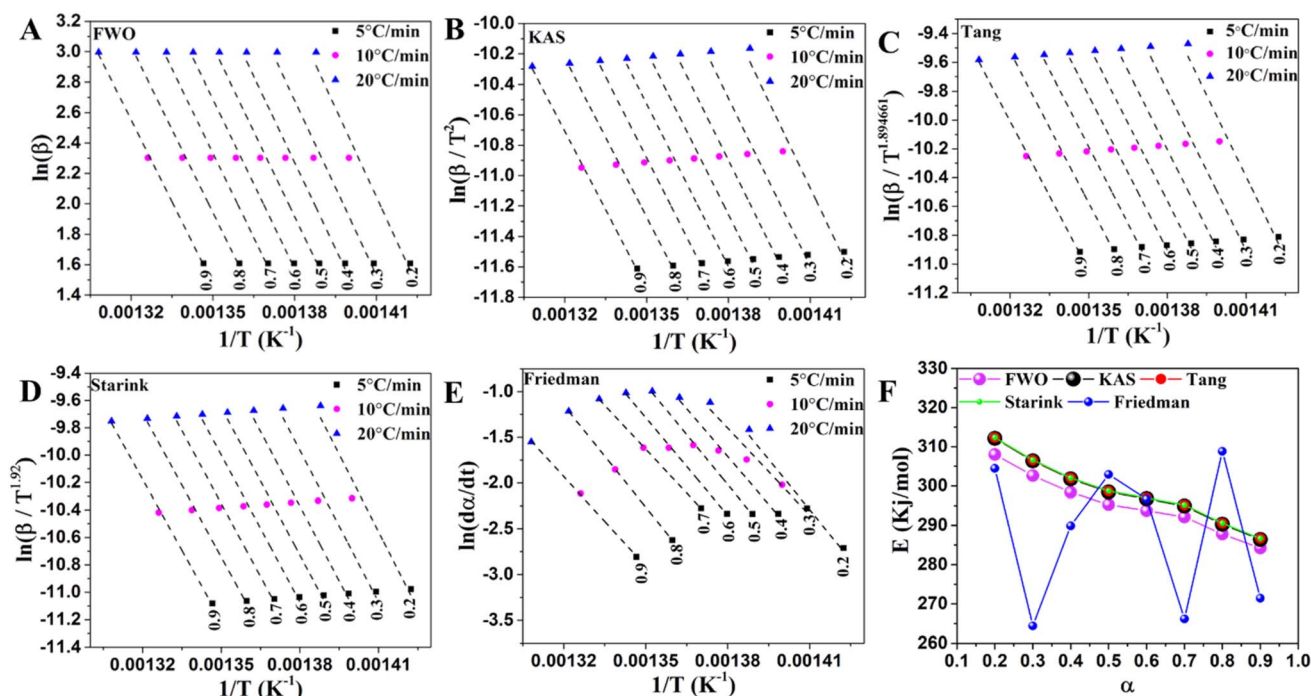 A
FWO
5°C/min
10°C/min
20°C/min
3.2
3.0
2.8
2.6
2.4
2.2
2.0
1.8
1.6
1.4
ln(β)
0.9
0.8
0.7
0.6
0.5
0.4
0.3
0.2
0.00132
0.00135
0.00138
0.00141
1/T (K-1)
B
KAS
5°C/min
10°C/min
20°C/min
-10.0
-10.2
-10.4
-10.6
-10.8
-11.0
-11.2
-11.4
-11.6
-11.8
ln(β / T2)
0.9
0.8
0.7
0.6
0.5
0.4
0.3
0.2
0.00132
0.00135
0.00138
0.00141
1/T (K-1)
C
Tang
5°C/min
10°C/min
20°C/min
-9.4
-9.6
-9.8
-10.0
-10.2
-10.4
-10.6
-10.8
-11.0
-11.2
ln(β / T1.894661)
0.9
0.8
0.7
0.6
0.5
0.4
0.3
0.2
0.00132
0.00135
0.00138
0.00141
1/T (K-1)
D
Starink
5°C/min
10°C/min
20°C/min
-9.4
-9.6
-9.8
-10.0
-10.2
-10.4
-10.6
-10.8
-11.0
-11.2
-11.4
ln(β / T1.92)
0.9
0.8
0.7
0.6
0.5
0.4
0.3
0.2
0.00132
0.00135
0.00138
0.00141
1/T (K-1)
E
Friedman
5°C/min
10°C/min
20°C/min
-1.0
-1.5
-2.0
-2.5
-3.0
-3.5
ln(dα/dt)
0.9
0.8
0.7
0.6
0.5
0.4
0.3
0.2
0.00132
0.00135
0.00138
0.00141
1/T (K-1)
F
FWO
KAS
Tang
Starink
Friedman
330
320
310
300
290
280
270
260
E (Kj/mol)
0.1
0.2
0.3
0.4
0.5
0.6
0.7
0.8
0.9
1.0
α